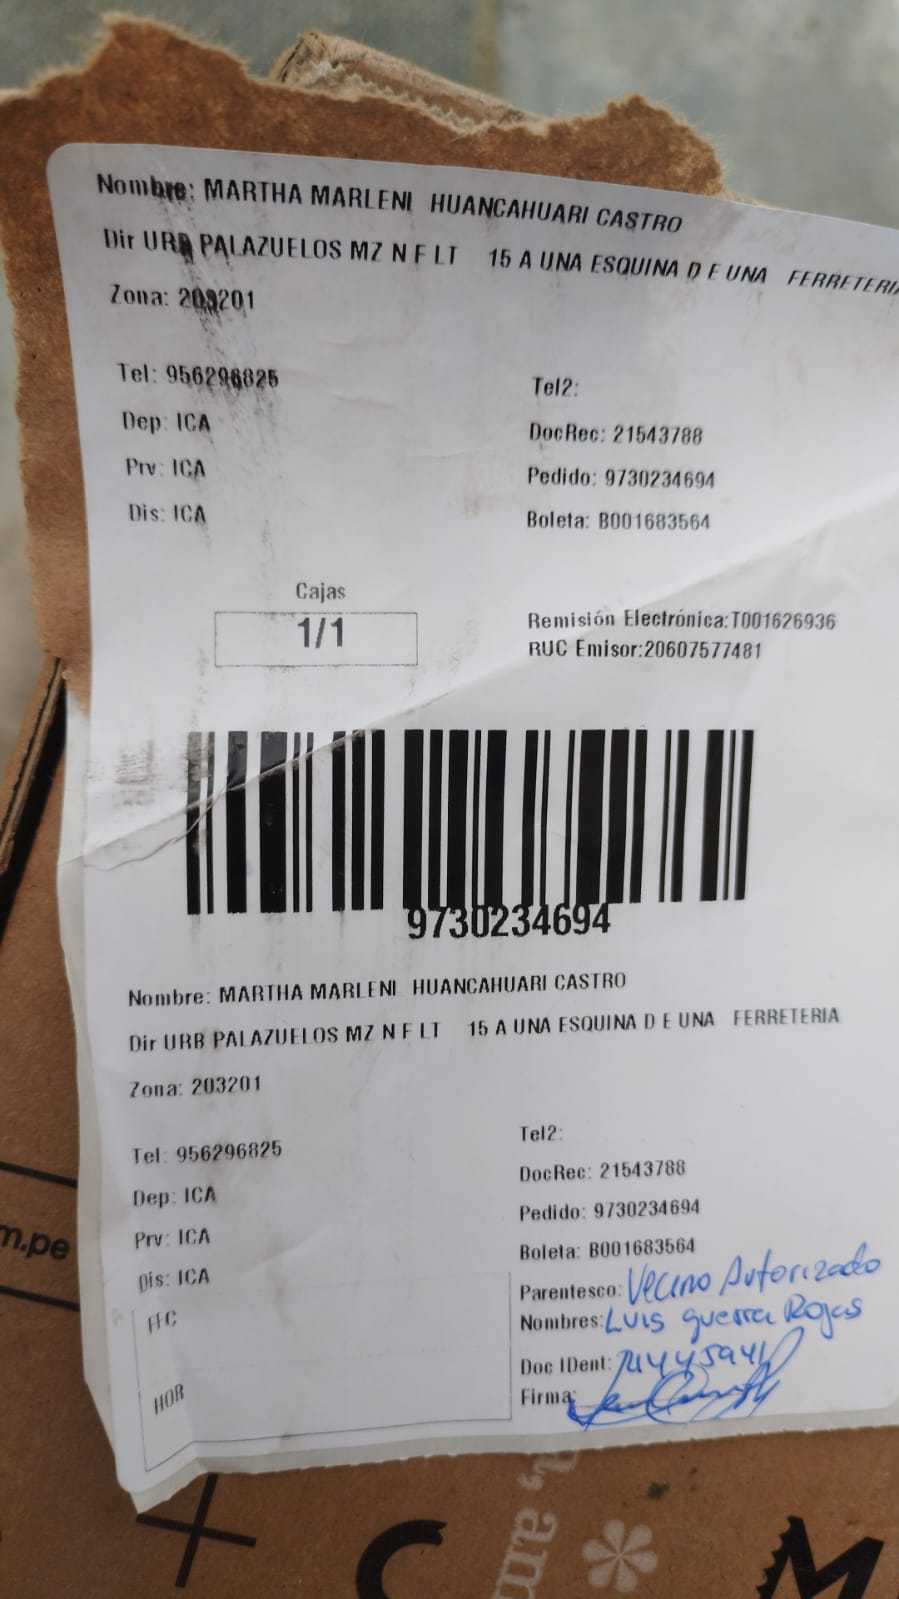 Nombre: MARTHA MARLENI HUANCAHUARI CASTRO
Dir URB PALAZUELOS MZ N F LT 15 A UNA ESQUINA D E UNA FERRETERIA
Zona: 203201
Tel: 956296825
Tel2:
Dep: ICA
DocRec: 21543788
Prv: ICA
Pedido: 9730234694
Dis: ICA
Boleta: B001683564
Cajas
1/1
Remisión Electrónica:T001626936
RUC Emisor:20607577481
9730234694
Nombre: MARTHA MARLENI HUANCAHUARI CASTRO
Dir URB PALAZUELOS MZ N F LT 15 A UNA ESQUINA D E UNA FERRETERIA
Zona: 203201
Tel: 956296825
Tel2:
Dep: ICA
DocRec: 21543788
Prv: ICA
Pedido: 9730234694
Dis: ICA
Boleta: B001683564
Parentesco: Vecino Autorizado
FEC
Nombres: LUIS guerra Rojas
Doc IDent:
HOR
Firma:
m.pe